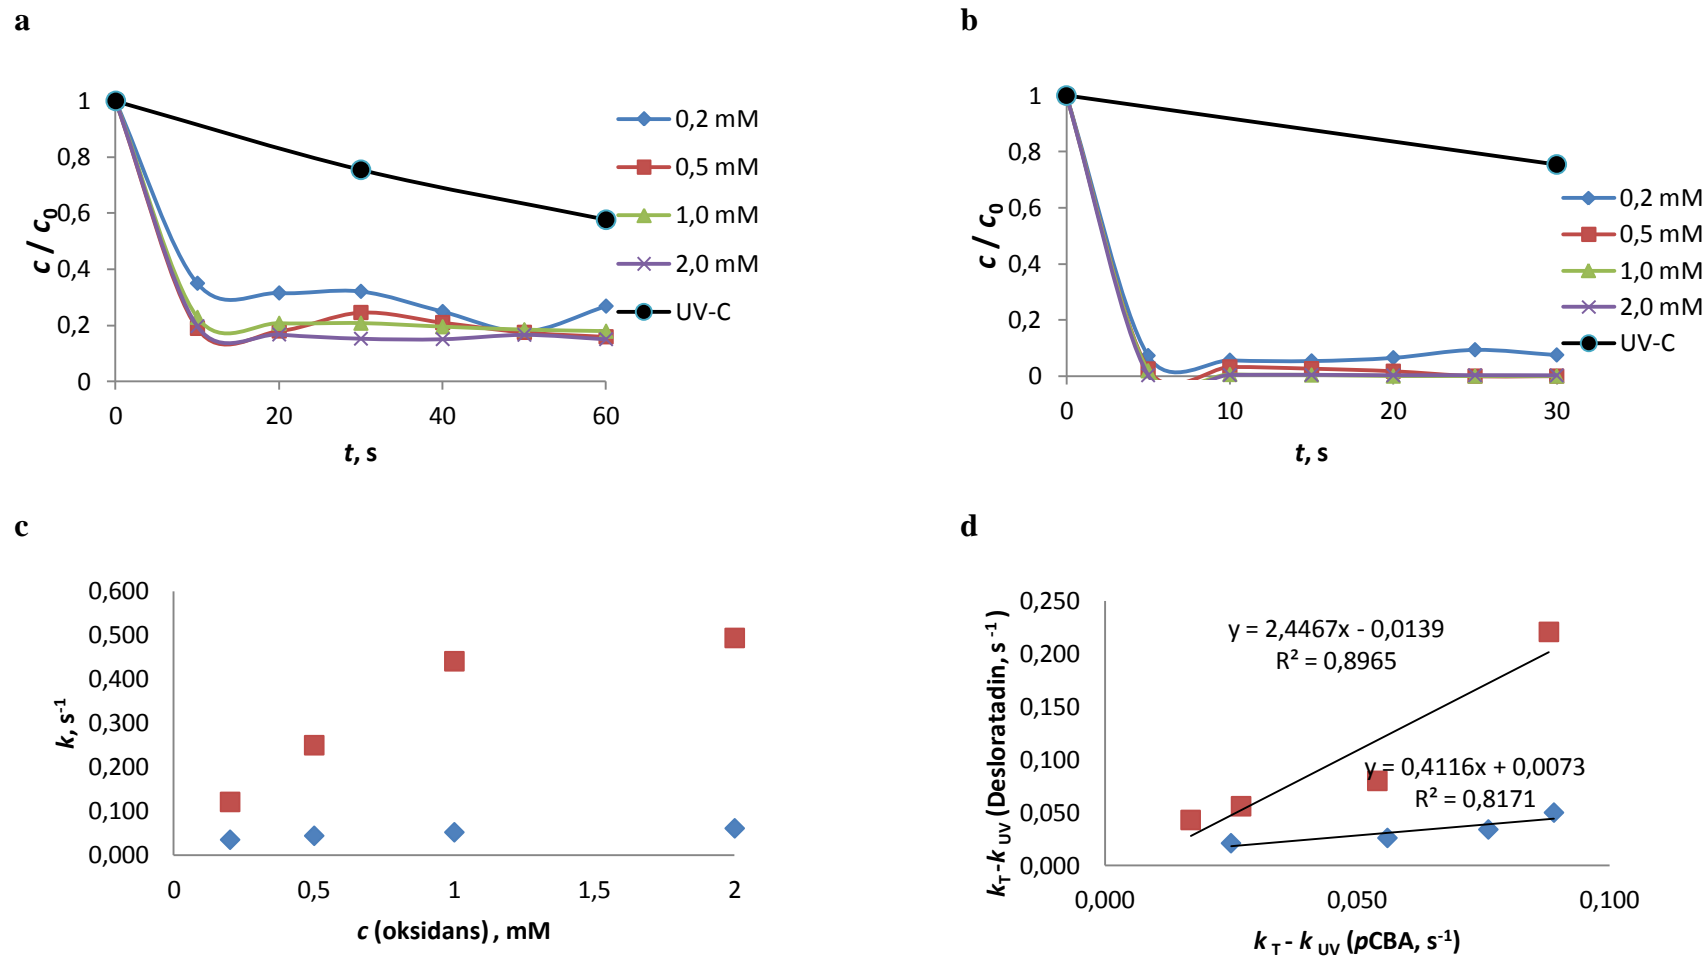 a
1
0,8
0,6
0,4
0,2
0
0
20
40
60
c / c0
t, s
0,2 mM
0,5 mM
1,0 mM
2,0 mM
UV-C
b
1
0,8
0,6
0,4
0,2
0
0
10
20
30
c / c0
t, s
0,2 mM
0,5 mM
1,0 mM
2,0 mM
UV-C
c
0,600
0,500
0,400
0,300
0,200
0,100
0,000
0
0,5
1
1,5
2
k, s-1
c (oksidans) , mM
d
0,250
0,200
0,150
0,100
0,050
0,000
0,000
0,050
0,100
kT-kUV (Desloratadin, s-1)
y = 2,4467x - 0,0139
R² = 0,8965
y = 0,4116x + 0,0073
R² = 0,8171
kT - kUV (pCBA, s-1)